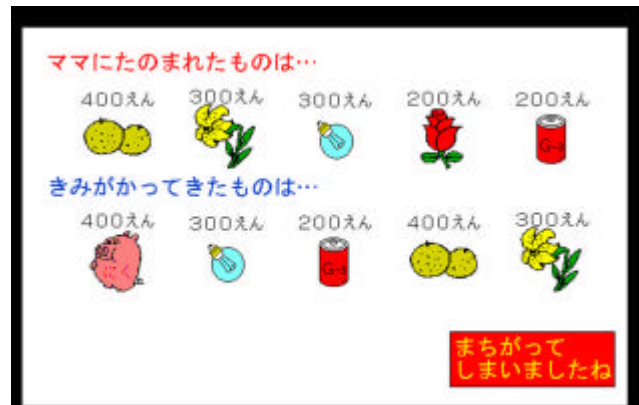 ママにたのまれたものは…
400えん 300えん 300えん 200えん 200えん
きみがかってきたものは…
400えん 300えん 200えん 400えん 300えん
にく
まちがって
しまいましたね